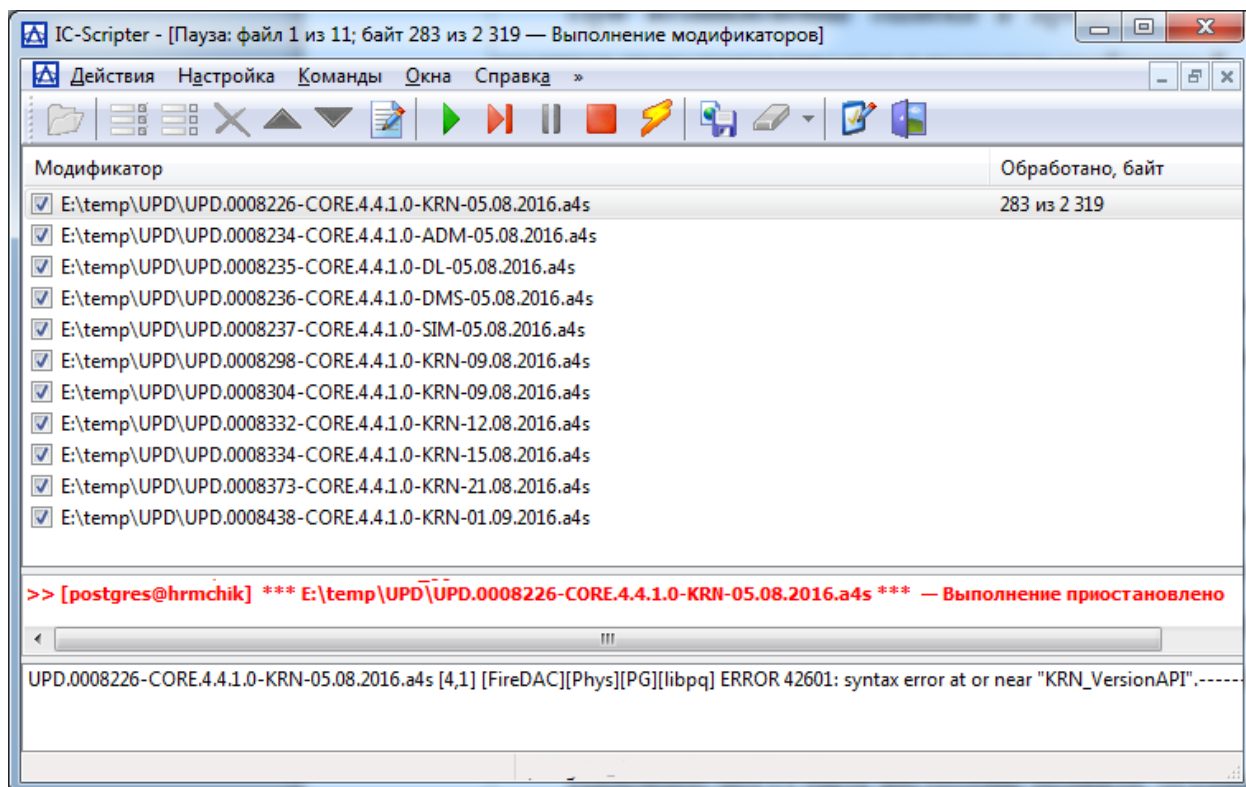 IC-Scripter - [Пауза: файл 1 из 11; байт 283 из 2 319 — Выполнение модификаторов]
Действия Настройка Команды Окна Справка »
Модификатор Обработано, байт
E:\temp\UPD\UPD.0008226-CORE.4.4.1.0-KRN-05.08.2016.a4s 283 из 2 319
E:\temp\UPD\UPD.0008234-CORE.4.4.1.0-ADM-05.08.2016.a4s
E:\temp\UPD\UPD.0008235-CORE.4.4.1.0-DL-05.08.2016.a4s
E:\temp\UPD\UPD.0008236-CORE.4.4.1.0-DMS-05.08.2016.a4s
E:\temp\UPD\UPD.0008237-CORE.4.4.1.0-SIM-05.08.2016.a4s
E:\temp\UPD\UPD.0008298-CORE.4.4.1.0-KRN-09.08.2016.a4s
E:\temp\UPD\UPD.0008304-CORE.4.4.1.0-KRN-09.08.2016.a4s
E:\temp\UPD\UPD.0008332-CORE.4.4.1.0-KRN-12.08.2016.a4s
E:\temp\UPD\UPD.0008334-CORE.4.4.1.0-KRN-15.08.2016.a4s
E:\temp\UPD\UPD.0008373-CORE.4.4.1.0-KRN-21.08.2016.a4s
E:\temp\UPD\UPD.0008438-CORE.4.4.1.0-KRN-01.09.2016.a4s
>> [postgres@hrmchik] *** E:\temp\UPD\UPD.0008226-CORE.4.4.1.0-KRN-05.08.2016.a4s *** — Выполнение приостановлено
UPD.0008226-CORE.4.4.1.0-KRN-05.08.2016.a4s [4,1] [FireDAC][Phys][PG][libpq] ERROR 42601: syntax error at or near "KRN_VersionAPI".------